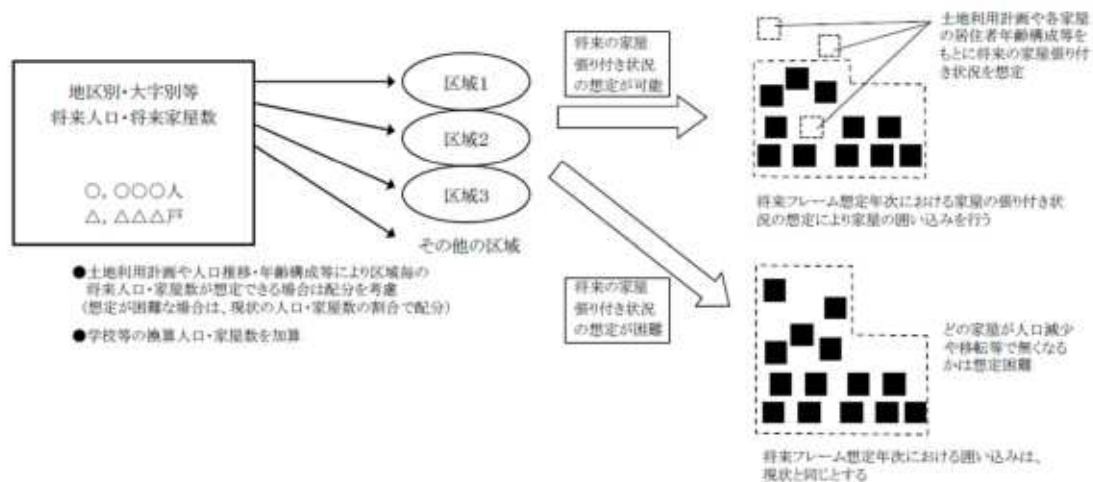 地区別・大字別等
将来人口・将来家屋数
○,○○○人
△,△△△戸
区域1
区域2
区域3
その他の区域
●土地利用計画や人口推移・年齢構成等により区域毎の
将来人口・家屋数が想定できる場合は配分を考慮
(想定が困難な場合は、現状の人口・家屋数の割合で配分)
●学校等の換算人口・家屋数を加算
将来の家屋
張り付き状況
の想定が可能
土地利用計画や各家屋
の居住者年齢構成等を
もとに将来の家屋張り付
き状況を想定
将来フレーム想定年次における家屋の張り付き状
況の想定により家屋の囲い込みを行う
将来の家屋
張り付き状況
の想定が困難
どの家屋が人口減少
や移転等で無くなる
かは想定困難
将来フレーム想定年次における囲い込みは、
現状と同じとする